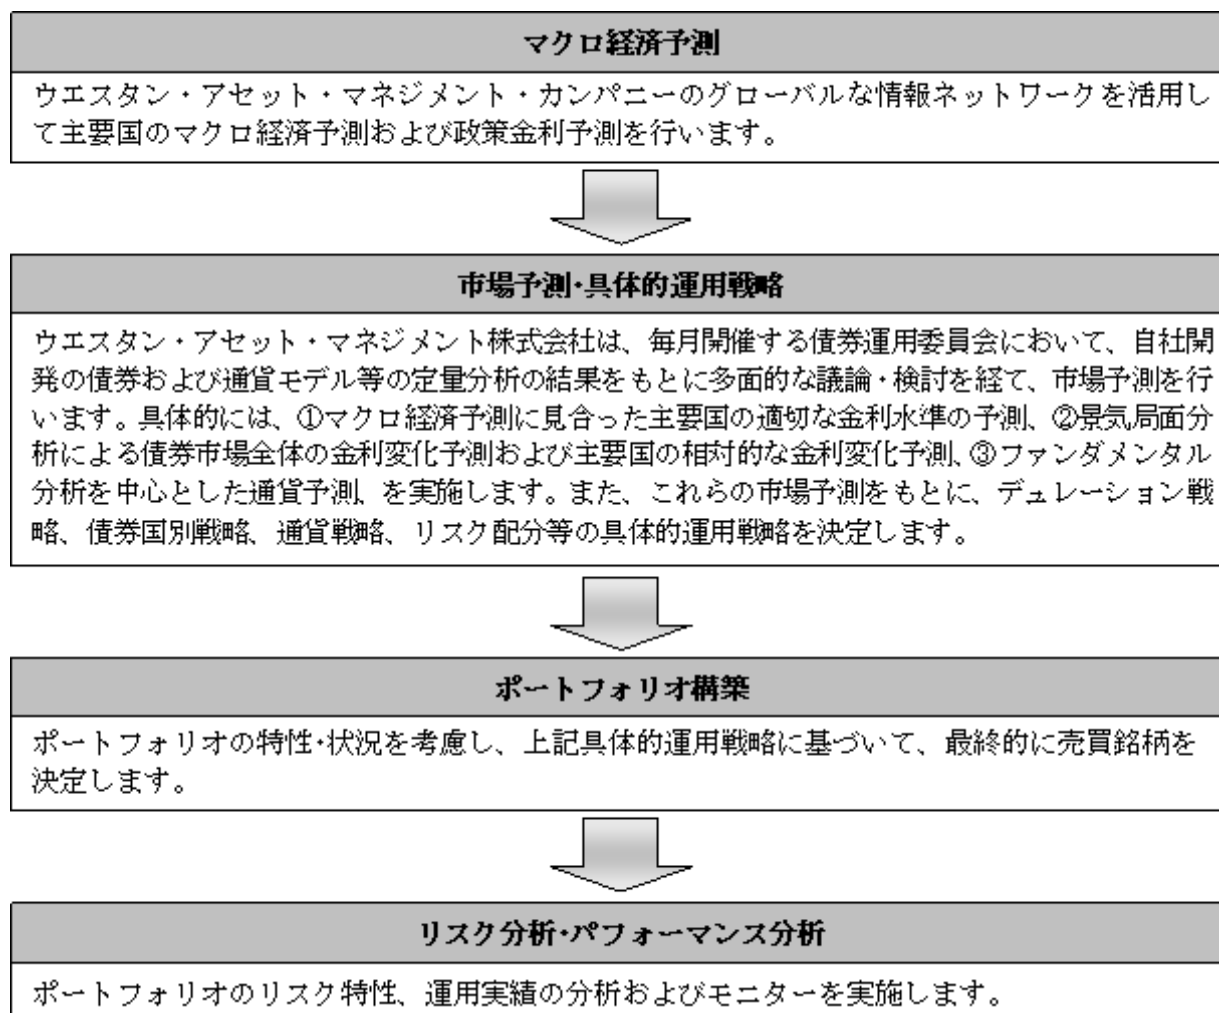 マクロ経済予測
ウエスタン・アセット・マネジメント・カンパニーのグローバルな情報ネットワークを活用し
て主要国のマクロ経済予測および政策金利予測を行います。
市場予測・具体的運用戦略
ウエスタン・アセット・マネジメント株式会社は、毎月開催する債券運用委員会において、自社開
発の債券および通貨モデル等の定量分析の結果をもとに多面的な議論・検討を経て、市場予測を行
います。具体的には、①マクロ経済予測に見合った主要国の適切な金利水準の予測、②景気局面分
析による債券市場全体の金利変化予測および主要国の相対的な金利変化予測、③ファンダメンタル
分析を中心とした通貨予測、を実施します。また、これらの市場予測をもとに、デュレーション戦
略、債券国別戦略、通貨戦略、リスク配分等の具体的運用戦略を決定します。
ポートフォリオ構築
ポートフォリオの特性・状況を考慮し、上記具体的運用戦略に基づいて、最終的に売買銘柄を
決定します。
リスク分析・パフォーマンス分析
ポートフォリオのリスク特性、運用実績の分析およびモニターを実施します。